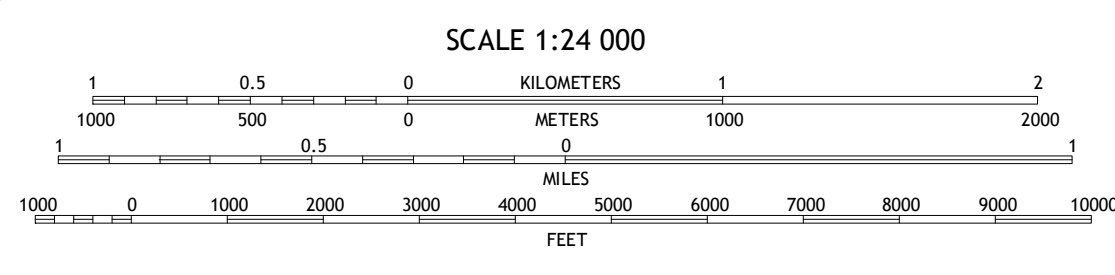 SCALE 1:24 000
1 0.5 0 KILOMETERS 1 2
1000 500 0 METERS 1000 2000
1 0.5 0 1
MILES
1000 0 1000 2000 3000 4000 5000 6000 7000 8000 9000 10000
FEET